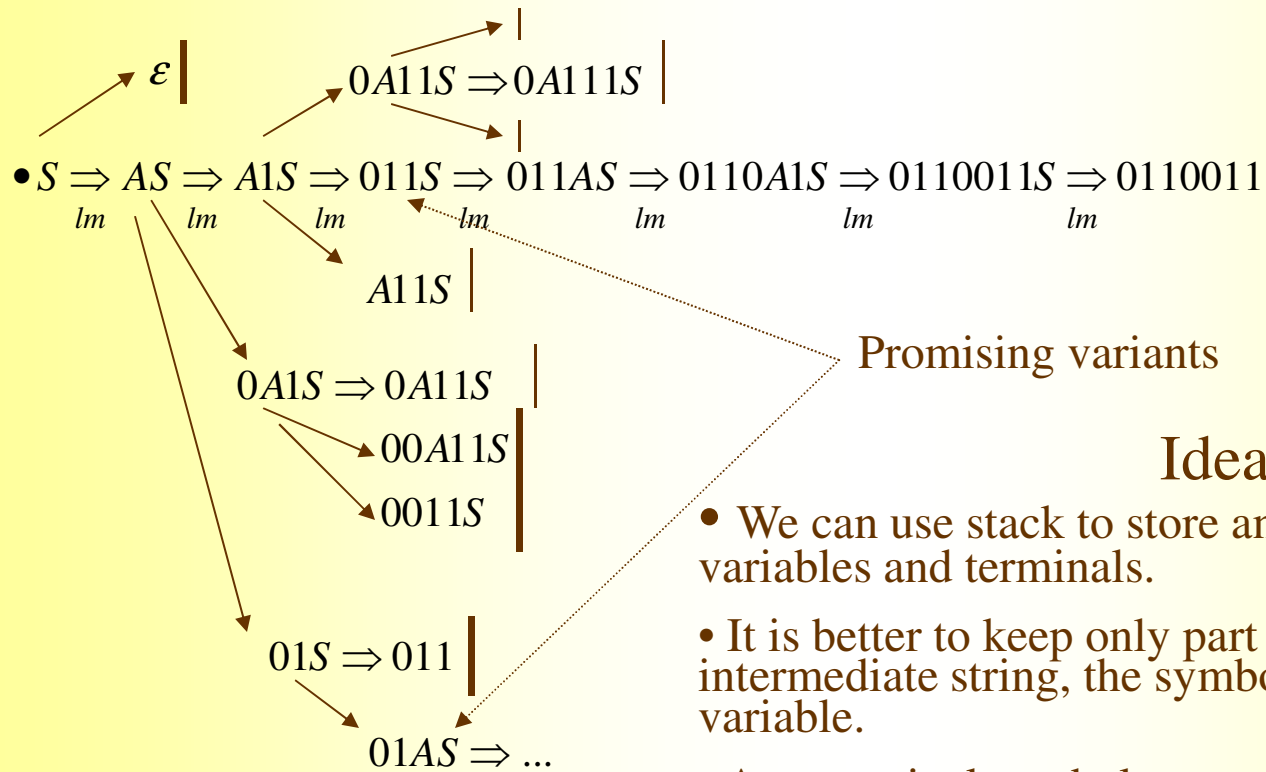 ε
0A11S ⇒ 0A111S
• S ⇒ AS ⇒ A1S ⇒ 011S ⇒ 011AS ⇒ 0110A1S ⇒ 0110011S ⇒ 0110011
lm lm lm lm lm lm lm
A11S
Promising variants
0A1S ⇒ 0A11S
00A11S
Idea
0011S
• We can use stack to store an
variables and terminals.
• It is better to keep only part
01S ⇒ 011
intermediate string, the symbo
variable.
01AS ⇒ ...